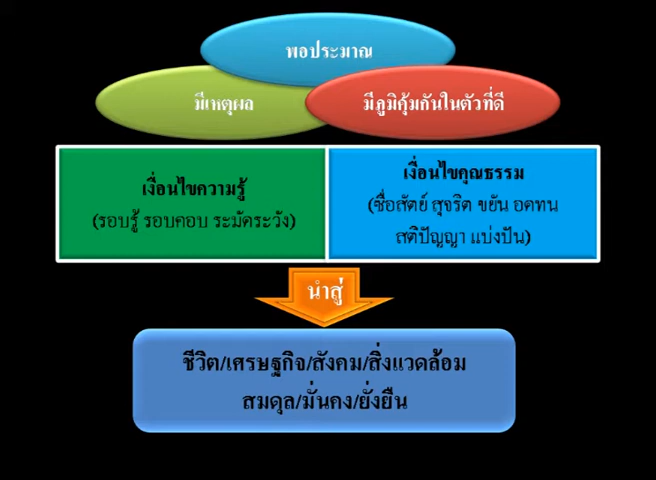 พอประมาณ
มีเหตุผล
มีภูมิคุ้มกันในตัวที่ดี
เงื่อนไขความรู้
(รอบรู้ รอบคอบ ระมัดระวัง)
เงื่อนไขคุณธรรม
(ซื่อสัตย์ สุจริต ขยัน อดทน
สติปัญญา แบ่งปัน)
นำสู่
ชีวิต/เศรษฐกิจ/สังคม/สิ่งแวดล้อม
สมดุล/มั่นคง/ยั่งยืน